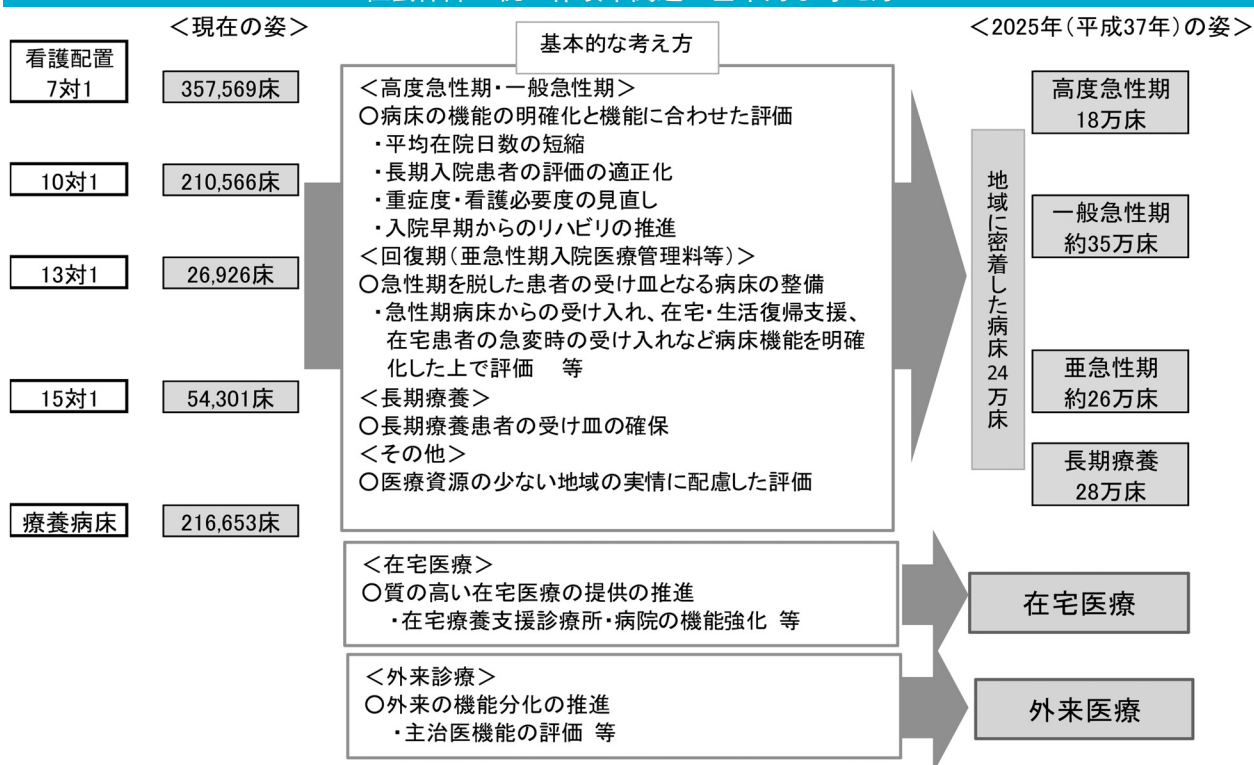 ＜現在の姿＞
＜2025年(平成37年)の姿＞
基本的な考え方
看護配置
7対1
357,569床
10対1
210,566床
13対1
26,926床
15対1
54,301床
療養病床
216,653床
＜高度急性期・一般急性期＞
○病床の機能の明確化と機能に合わせた評価
・平均在院日数の短縮
・長期入院患者の評価の適正化
・重症度・看護必要度の見直し
・入院早期からのリハビリの推進
＜回復期(亜急性期入院医療管理料等)＞
○急性期を脱した患者の受け皿となる病床の整備
・急性期病床からの受け入れ、在宅・生活復帰支援、
在宅患者の急変時の受け入れなど病床機能を明確
化した上で評価　等
＜長期療養＞
○長期療養患者の受け皿の確保
＜その他＞
○医療資源の少ない地域の実情に配慮した評価
地域に密着した病床24万床
高度急性期
18万床
一般急性期
約35万床
亜急性期
約26万床
長期療養
28万床
＜在宅医療＞
○質の高い在宅医療の提供の推進
・在宅療養支援診療所・病院の機能強化 等
在宅医療
＜外来診療＞
○外来の機能分化の推進
・主治医機能の評価 等
外来医療